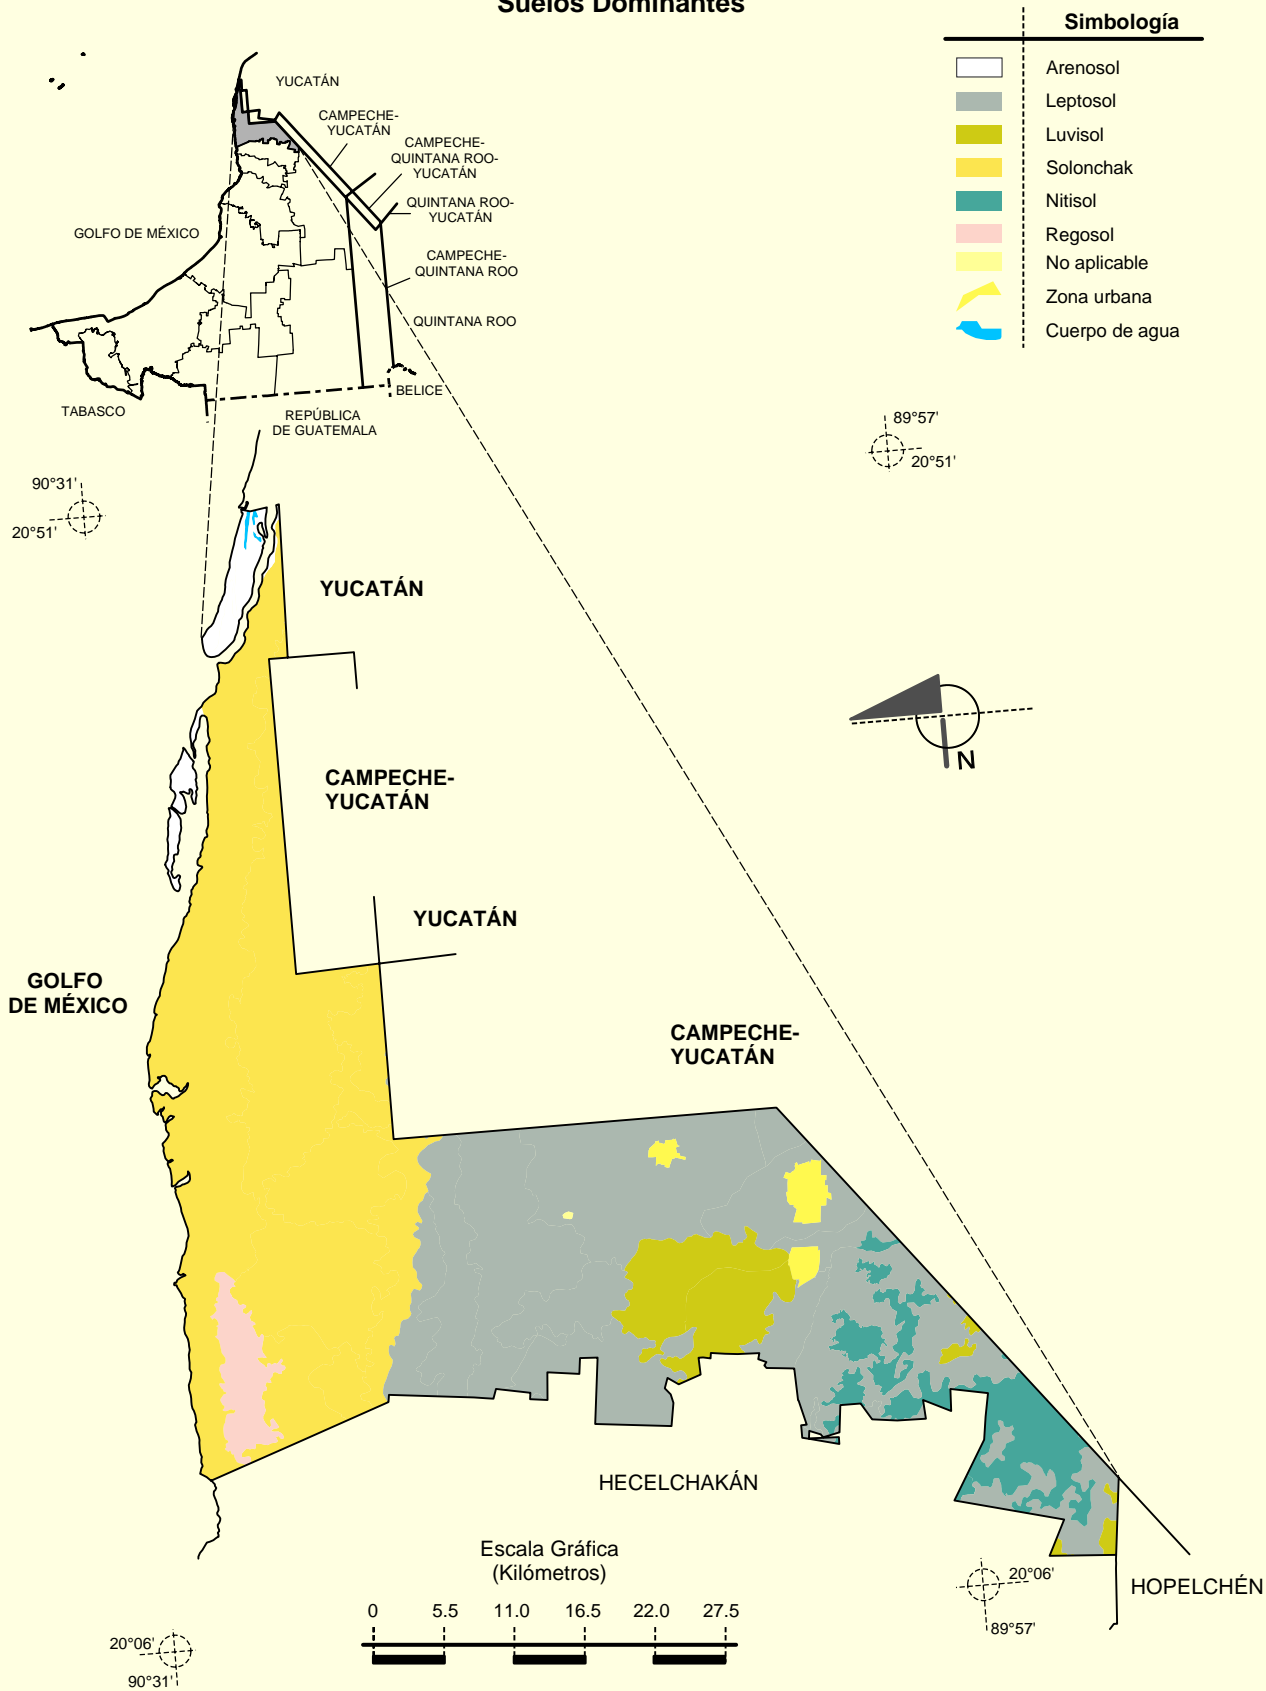 Suelos Dominantes
Simbología
Arenosol
Leptosol
Luvisol
Solonchak
Nitisol
Regosol
No aplicable
Zona urbana
Cuerpo de agua
YUCATÁN
CAMPECHE-
YUCATÁN
CAMPECHE-
QUINTANA ROO-
YUCATÁN
QUINTANA ROO-
YUCATÁN
GOLFO DE MÉXICO
CAMPECHE-
QUINTANA ROO
QUINTANA ROO
BELICE
TABASCO
REPÚBLICA
DE GUATEMALA
89°57'
20°51'
90°31'
20°51'
YUCATÁN
CAMPECHE-
YUCATÁN
N
YUCATÁN
GOLFO
DE MÉXICO
CAMPECHE-
YUCATÁN
HECELCHAKÁN
Escala Gráfica
(Kilómetros)
0 5.5 11.0 16.5 22.0 27.5
20°06'
89°57'
HOPELCHÉN
20°06'
90°31'